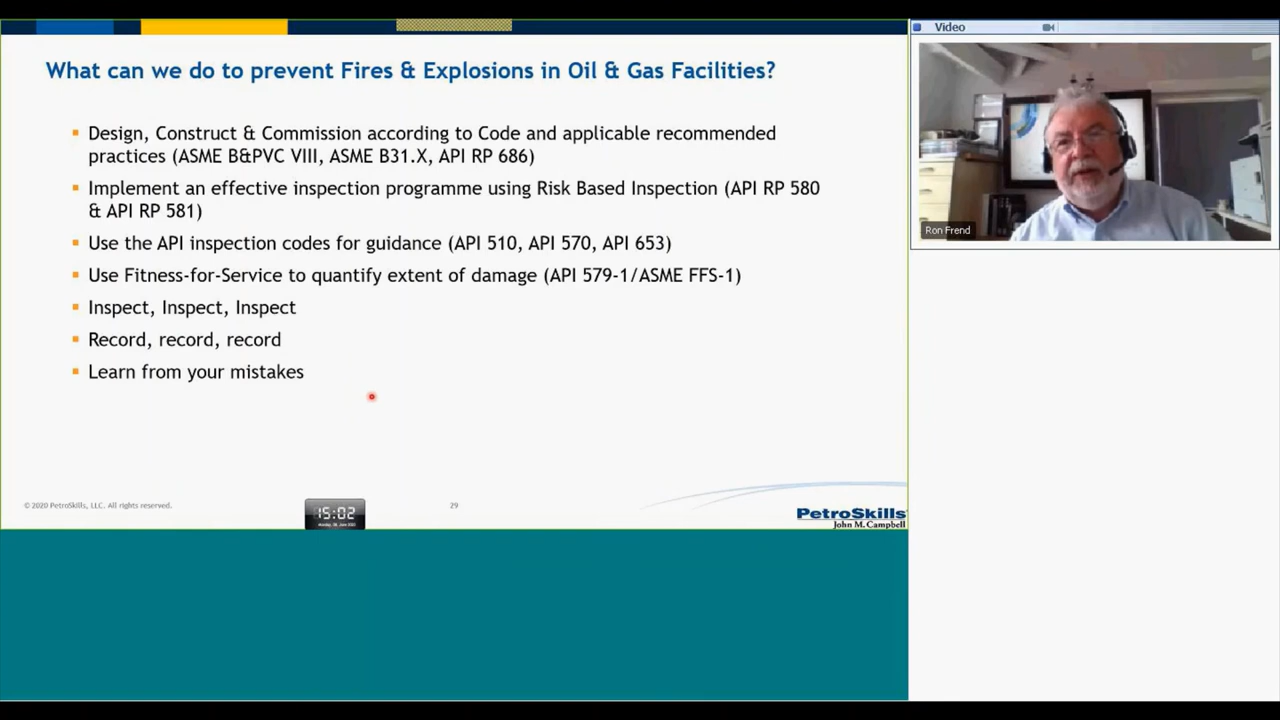 What can we do to prevent Fires & Explosions in Oil & Gas Facilities?
Design, Construct & Commission according to Code and applicable recommended
practices (ASME B&PVC VIII, ASME B31.X, API RP 686)
Implement an effective inspection programme using Risk Based Inspection (API RP 580
& API RP 581)
Use the API inspection codes for guidance (API 510, API 570, API 653)
Use Fitness-for-Service to quantify extent of damage (API 579-1/ASME FFS-1)
Inspect, Inspect, Inspect
Record, record, record
Learn from your mistakes
© 2020 PetroSkills, LLC. All rights reserved.
15:02
29
PetroSkills
John M. Campbell
Video
Ron Frend